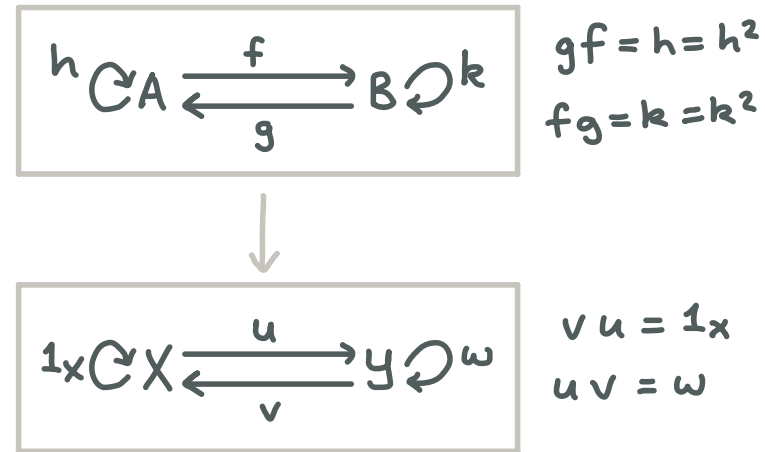 f
h A B k
g
gf = h = h²
fg = k = k²
u
1x X y w
v
vu = 1x
uv = w